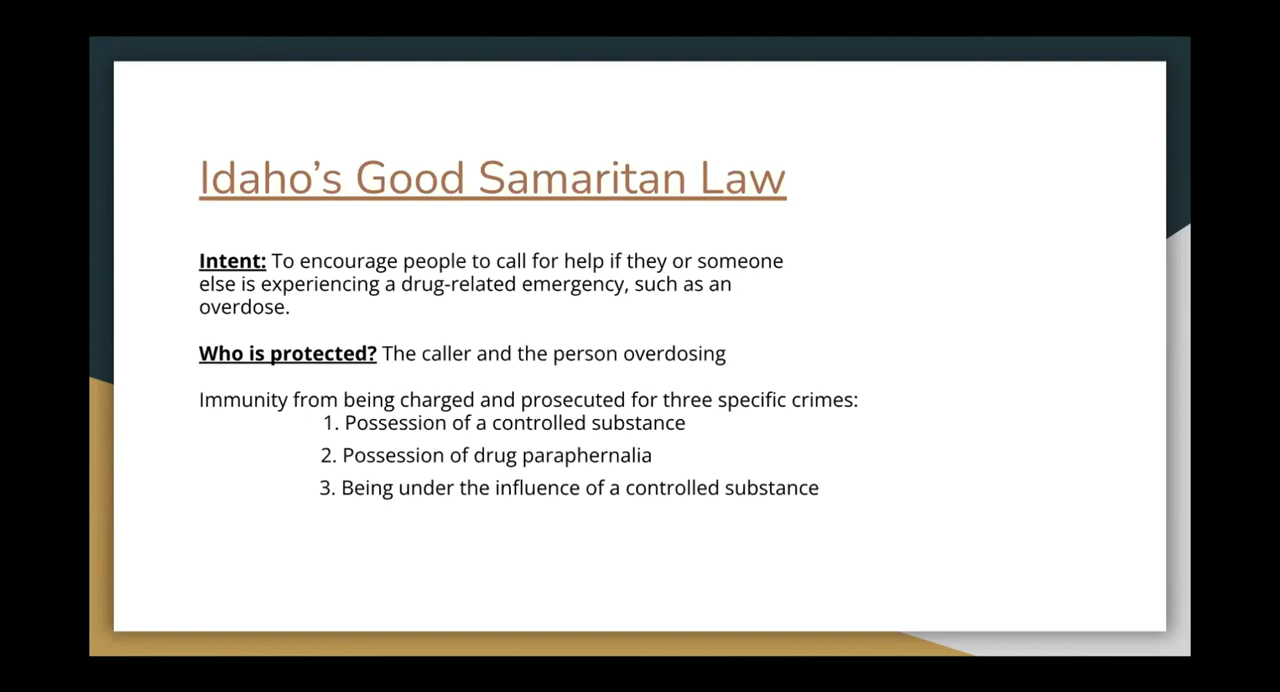 Idaho’s Good Samaritan Law
Intent: To encourage people to call for help if they or someone
else is experiencing a drug-related emergency, such as an
overdose.
Who is protected? The caller and the person overdosing
Immunity from being charged and prosecuted for three specific crimes:
1. Possession of a controlled substance
2. Possession of drug paraphernalia
3. Being under the influence of a controlled substance